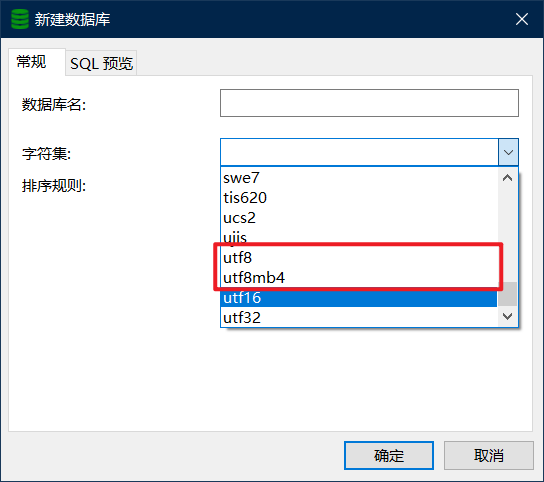 新建数据库
常规 SQL 预览
数据库名:
字符集:
排序规则:
swe7
tis620
ucs2
ujis
utf8
utf8mb4
utf16
utf32
确定 取消